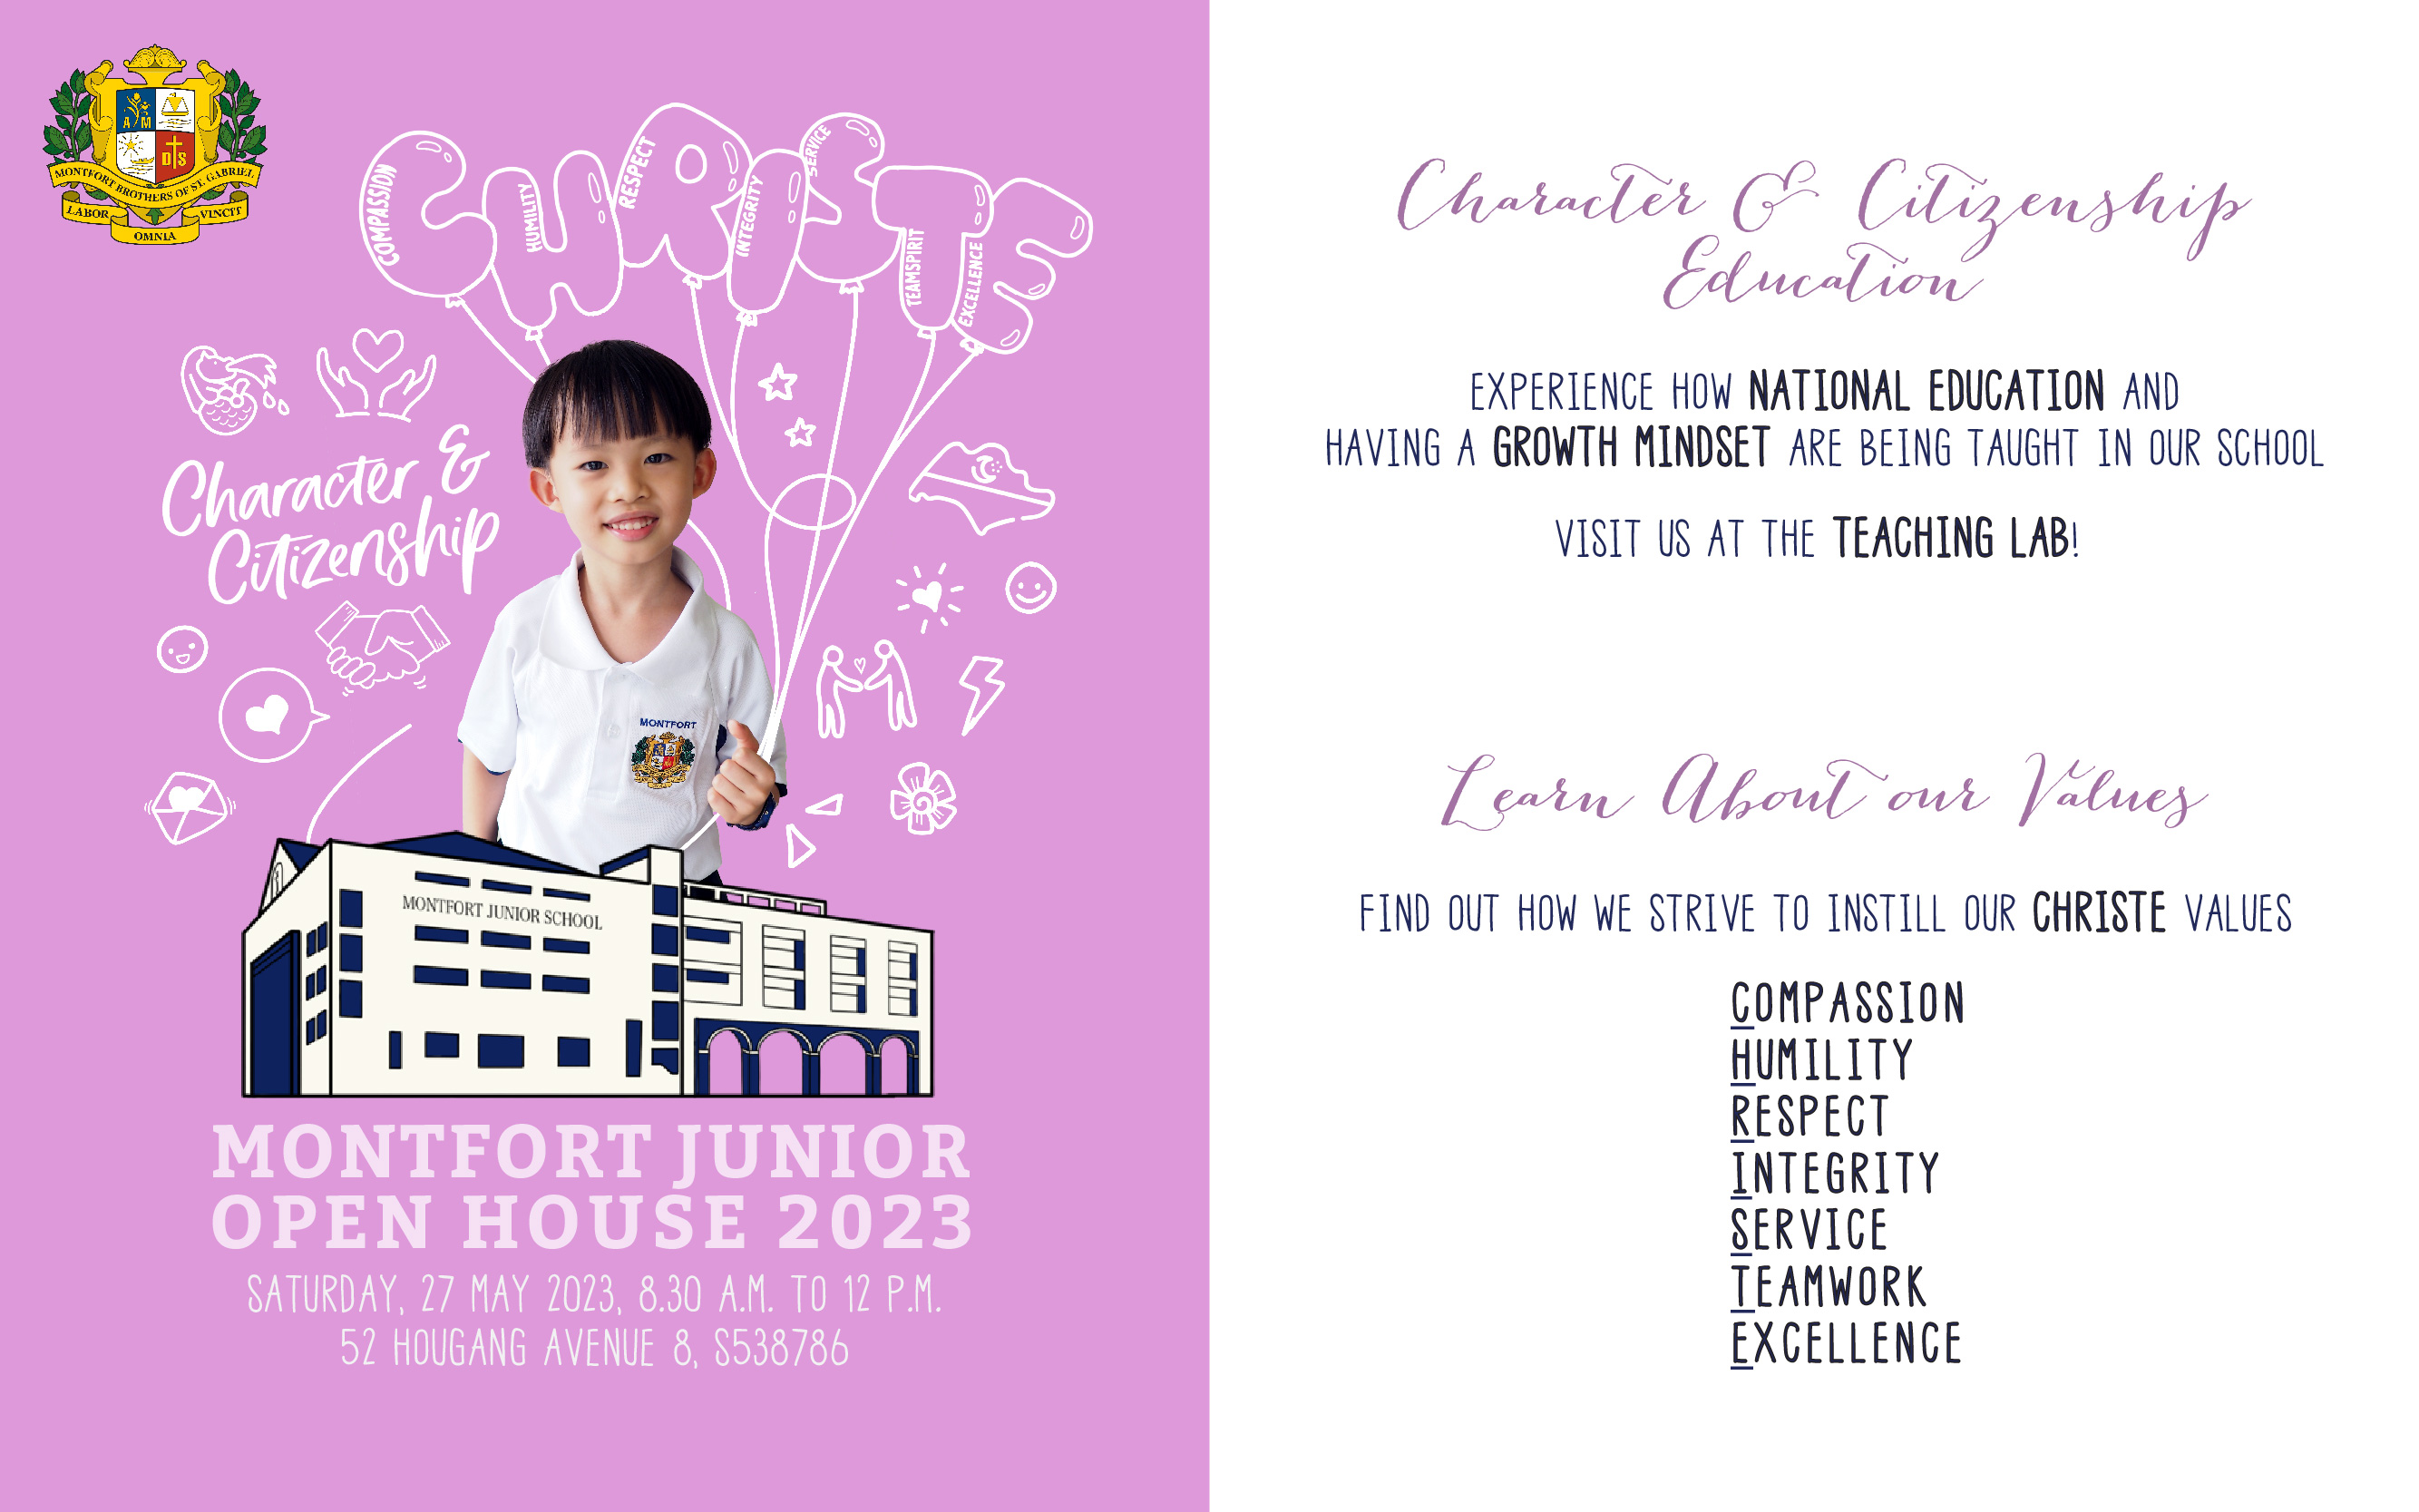 MONTFORT BROTHERS OF ST. GABRIEL
LABOR OMNIA VINCIT
CHRISTE
COMPASSION
HUMILITY
RESPECT
INTEGRITY
SERVICE
TEAMSPIRIT
EXCELLENCE
Character &
Citizenship
MONTFORT
MONTFORT JUNIOR SCHOOL
MONTFORT JUNIOR
OPEN HOUSE 2023
SATURDAY, 27 MAY 2023, 8.30 A.M. TO 12 P.M.
52 HOUGANG AVENUE 8, S538786
Character & Citizenship
Education
EXPERIENCE HOW NATIONAL EDUCATION AND
HAVING A GROWTH MINDSET ARE BEING TAUGHT IN OUR SCHOOL
VISIT US AT THE TEACHING LAB!
Learn About our Values
FIND OUT HOW WE STRIVE TO INSTILL OUR CHRISTE VALUES
COMPASSION
HUMILITY
RESPECT
INTEGRITY
SERVICE
TEAMWORK
EXCELLENCE